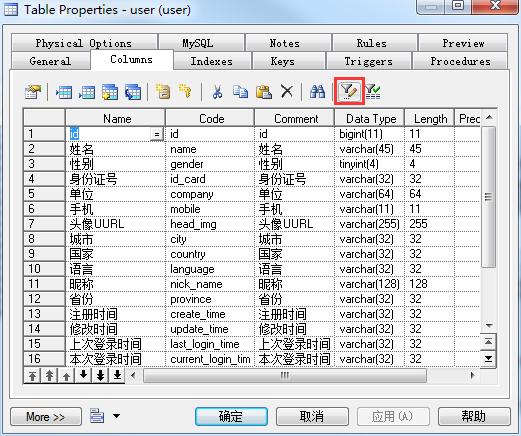 Table Properties - user (user)
Physical Options MySQL Notes Rules Preview
General Columns Indexes Keys Triggers Procedures
Name Code Comment Data Type Length Prec
1 id = id id bigint(11) 11
2 姓名 name 姓名 varchar(45) 45
3 性别 gender 性别 tinyint(4) 4
4 身份证号 id_card 身份证号 varchar(32) 32
5 单位 company 单位 varchar(64) 64
6 手机 mobile 手机 varchar(11) 11
7 头像UURL head_img 头像UURL varchar(255) 255
8 城市 city 城市 varchar(32) 32
9 国家 country 国家 varchar(32) 32
10 语言 language 语言 varchar(32) 32
11 昵称 nick_name 昵称 varchar(128) 128
12 省份 province 省份 varchar(32) 32
13 注册时间 create_time 注册时间 varchar(32) 32
14 修改时间 update_time 修改时间 varchar(32) 32
15 上次登录时间 last_login_time 上次登录时间 varchar(32) 32
16 本次登录时间 current_login_tim 本次登录时间 varchar(32) 32
More >> 确定 取消 应用(A) 帮助